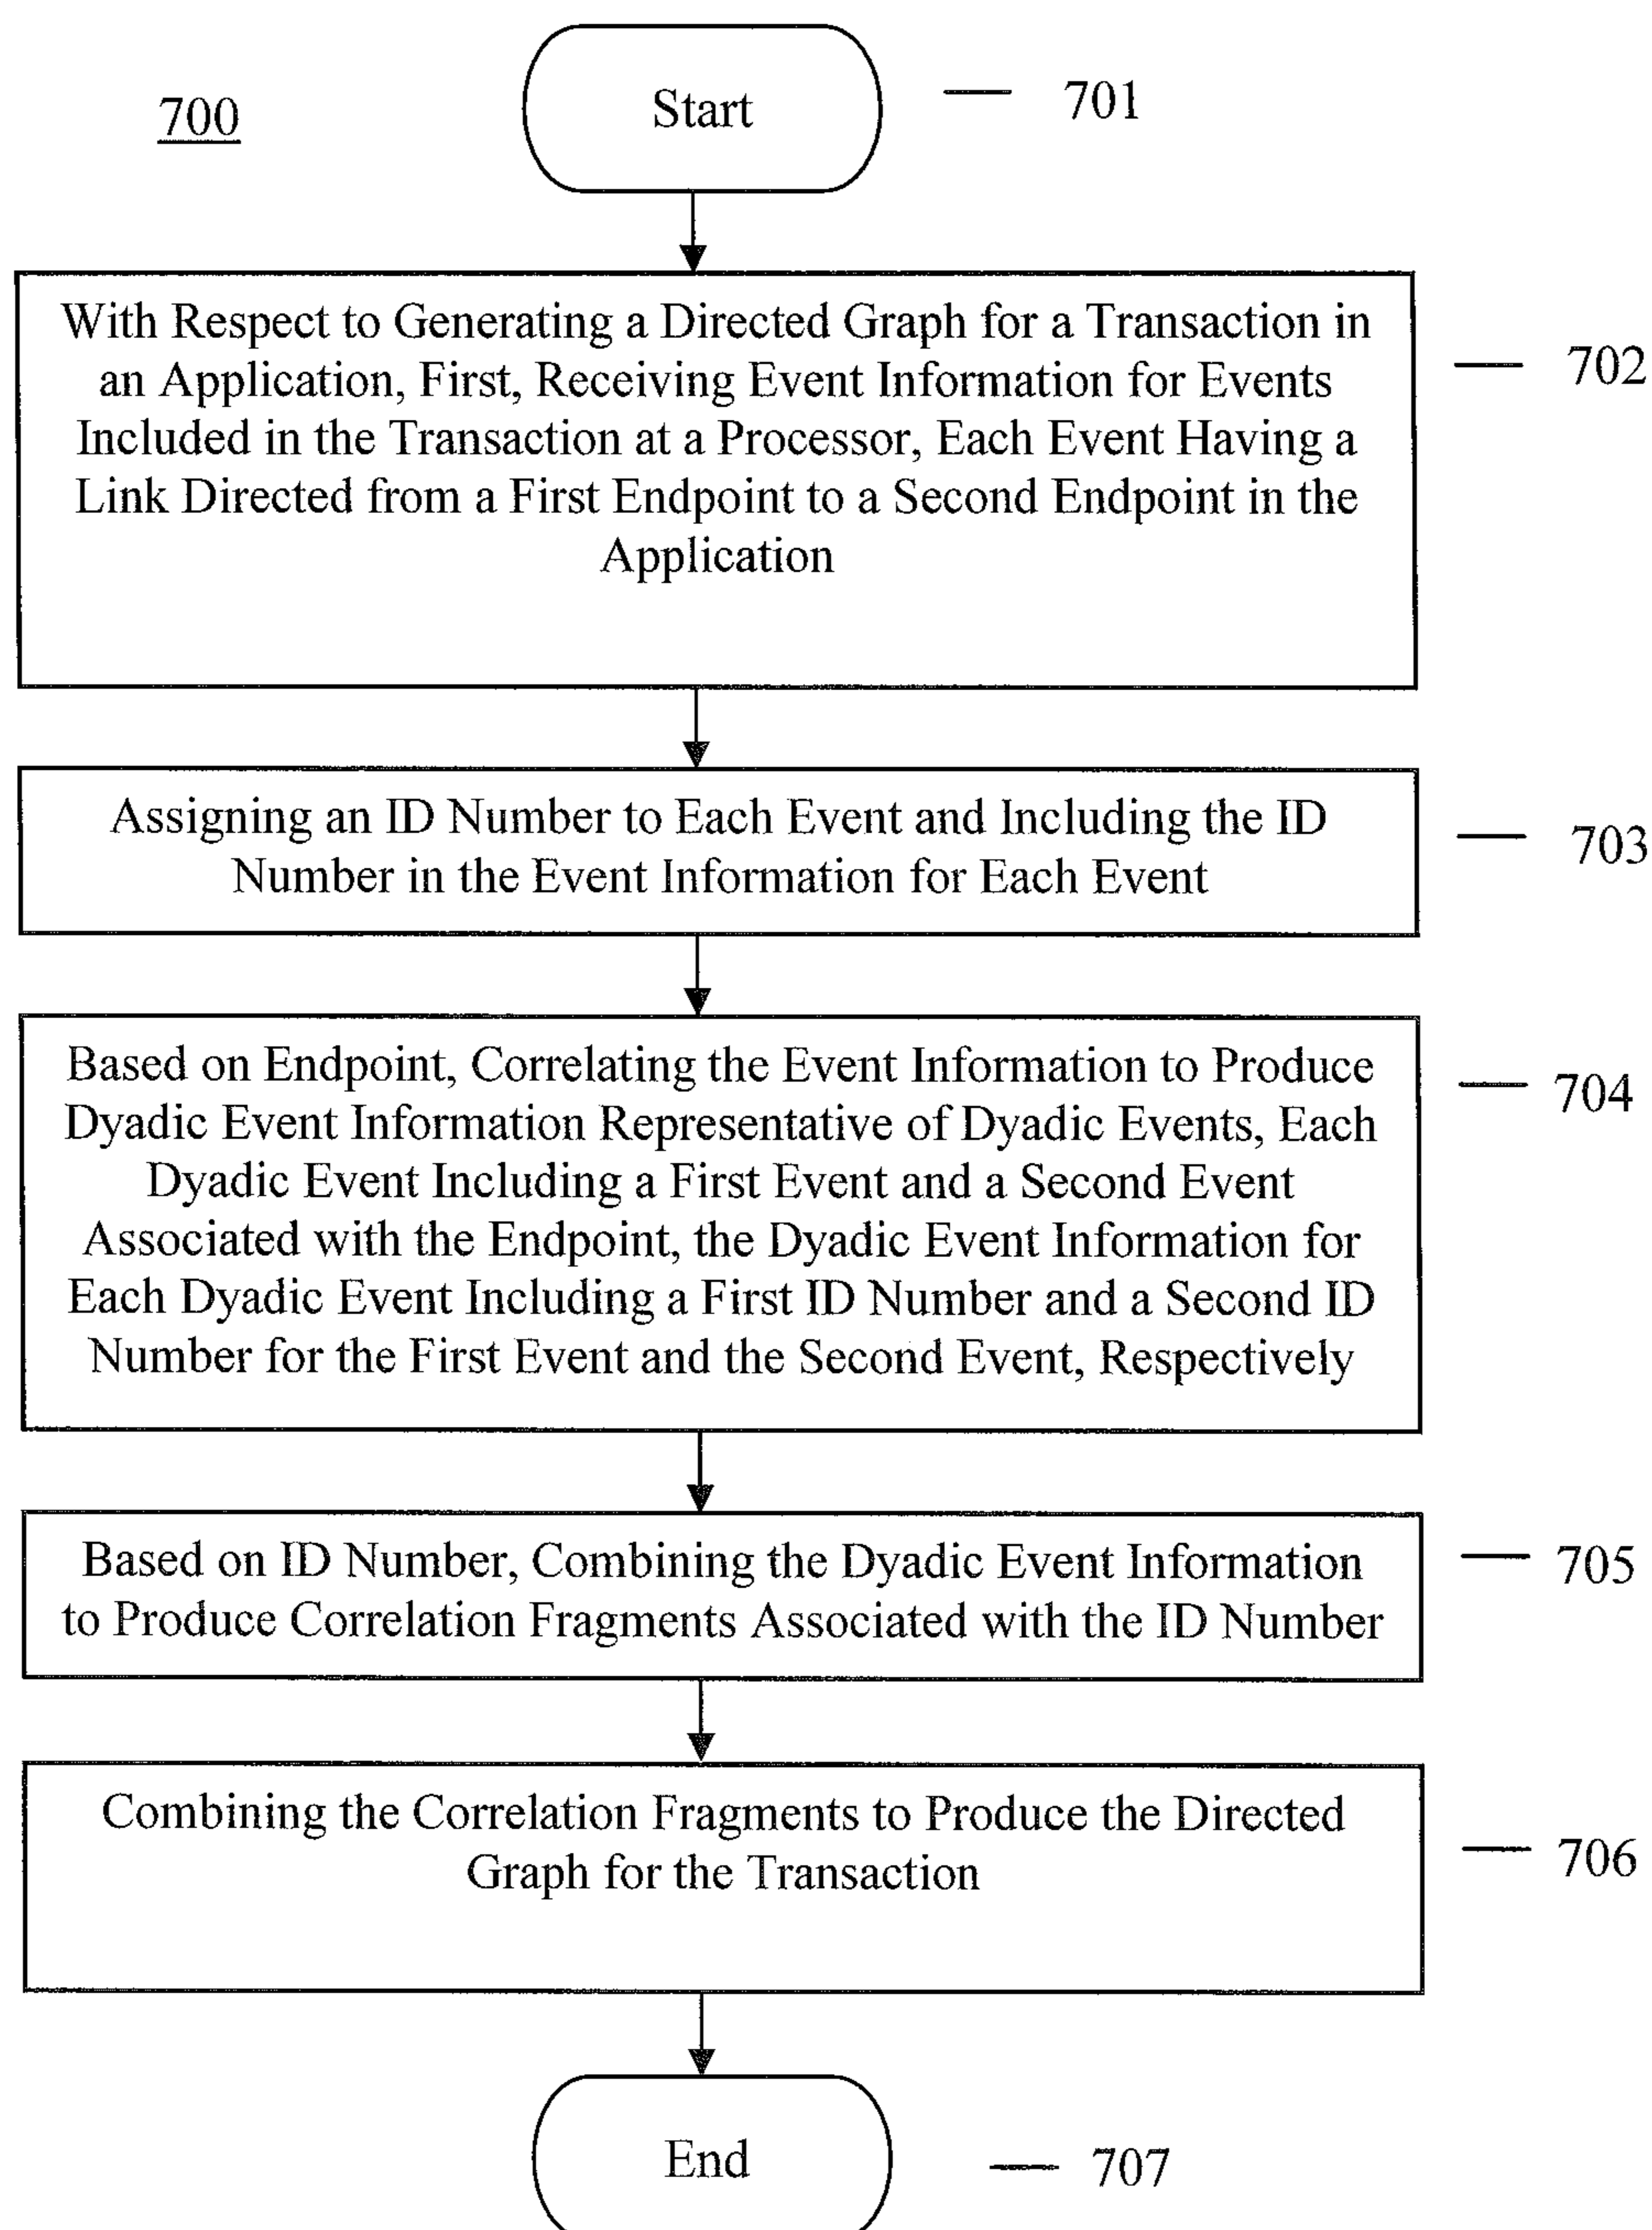 700
Start
701
With Respect to Generating a Directed Graph for a Transaction in
an Application, First, Receiving Event Information for Events
Included in the Transaction at a Processor, Each Event Having a
Link Directed from a First Endpoint to a Second Endpoint in the
Application
702
Assigning an ID Number to Each Event and Including the ID
Number in the Event Information for Each Event
703
Based on Endpoint, Correlating the Event Information to Produce
Dyadic Event Information Representative of Dyadic Events, Each
Dyadic Event Including a First Event and a Second Event
Associated with the Endpoint, the Dyadic Event Information for
Each Dyadic Event Including a First ID Number and a Second ID
Number for the First Event and the Second Event, Respectively
704
Based on ID Number, Combining the Dyadic Event Information
to Produce Correlation Fragments Associated with the ID Number
705
Combining the Correlation Fragments to Produce the Directed
Graph for the Transaction
706
End
707